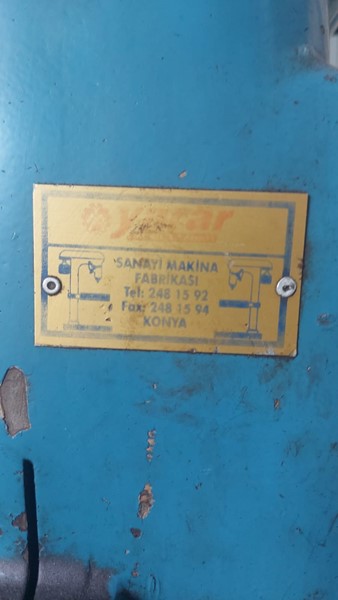 SANAYİ MAKİNA
FABRİKASI
Tel: 248 15 92
Fax: 248 15 94
KONYA